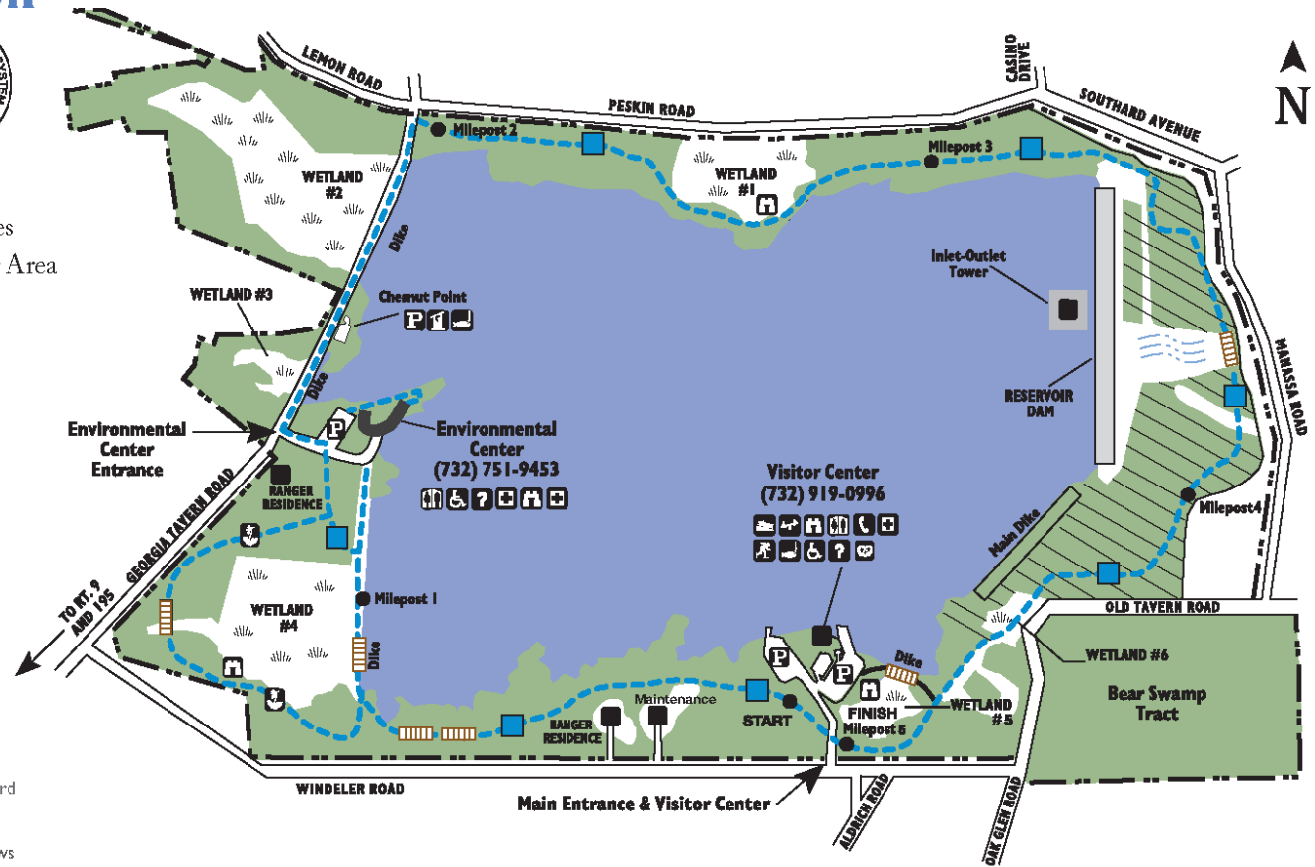 SYSTEM
CASINO
DRIVE
N
LEMON ROAD
PESKIN ROAD
SOUTHARD AVENUE
Milepost 2
Milepost 3
WETLAND
#2
WETLAND
#1
Dike
Area
Inlet-Outlet
Tower
WETLAND #3
Chesnut Point
P
MANASSA ROAD
Dike
RESERVOIR
DAM
Environmental
Center
Entrance
P
Environmental
Center
(732) 751-9453
?
Visitor Center
(732) 919-0996
?
RANGER
RESIDENCE
Milepost4
Main Dike
GEORGIA TAVERN ROAD
TO RT. 9
AND 195
WETLAND
#4
Milepost 1
OLD TAVERN ROAD
Dike
P
P
Dike
WETLAND #6
Bear Swamp
Tract
Maintenance
START
FINISH
WETLAND
#5
RANGER
RESIDENCE
Milepost 5
WINDELER ROAD
Main Entrance & Visitor Center
ALDRICH ROAD
OAK GLEN ROAD